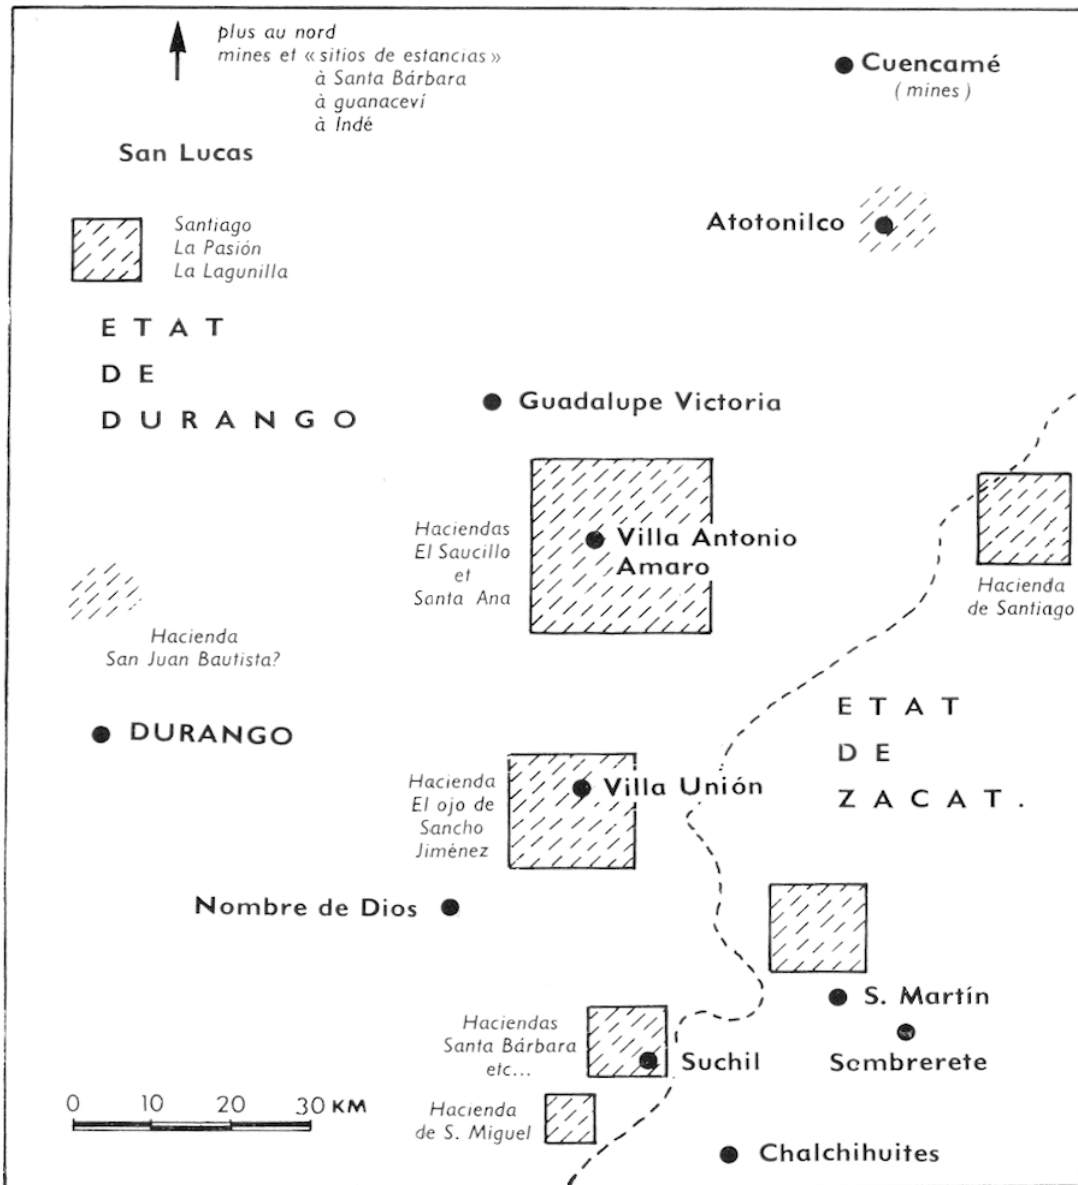 plus au nord
mines et « sitios de estancias »
à Santa Bárbara
à guanaceví
à Indé
Cuencamé
( mines )
San Lucas
Santiago
La Pasión
La Lagunilla
Atotonilco
ETAT
DE
DURANGO
Guadalupe Victoria
Haciendas
El Saucillo
et
Santa Ana
Villa Antonio
Amaro
Hacienda
de Santiago
Hacienda
San Juan Bautista?
ETAT
DE
ZACAT.
DURANGO
Hacienda
El ojo de
Sancho
Jiménez
Villa Unión
Nombre de Dios
S. Martín
Sombrerete
Haciendas
Santa Bárbara
etc...
Suchil
0 10 20 30 KM
Hacienda
de S. Miguel
Chalchihuites